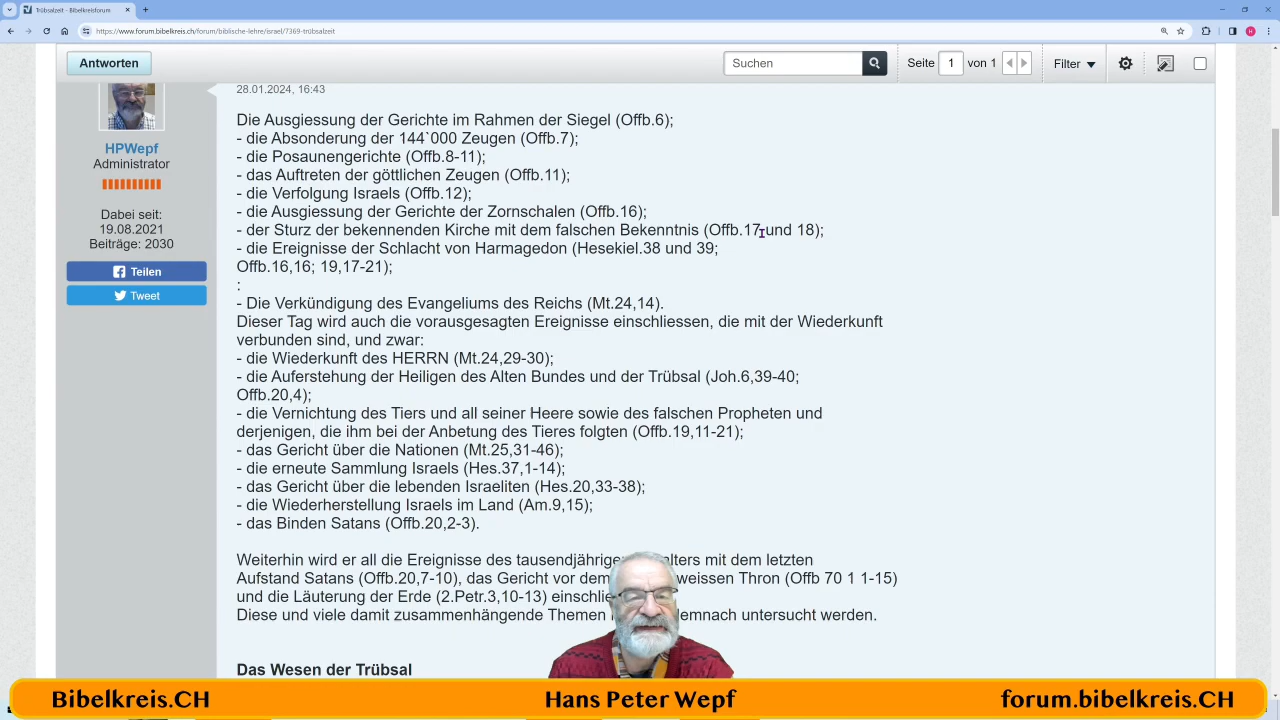 Trübsalzeit - Bibelkreisforum
https://www.forum.bibelkreis.ch/forum/biblische-lehre/israel/7369-trübsalzeit
Antworten
Suchen
Seite 1 von 1
Filter
HPWepf
Administrator
Dabei seit:
19.08.2021
Beiträge: 2030
Teilen
Tweet
28.01.2024, 16:43
Die Ausgiessung der Gerichte im Rahmen der Siegel (Offb.6);
- die Absonderung der 144`000 Zeugen (Offb.7);
- die Posaunengerichte (Offb.8-11);
- das Auftreten der göttlichen Zeugen (Offb.11);
- die Verfolgung Israels (Offb.12);
- die Ausgiessung der Gerichte der Zornschalen (Offb.16);
- der Sturz der bekennenden Kirche mit dem falschen Bekenntnis (Offb.17 und 18);
- die Ereignisse der Schlacht von Harmagedon (Hesekiel.38 und 39;
Offb.16,16; 19,17-21);
:
- Die Verkündigung des Evangeliums des Reichs (Mt.24,14).
Dieser Tag wird auch die vorausgesagten Ereignisse einschliessen, die mit der Wiederkunft
verbunden sind, und zwar:
- die Wiederkunft des HERRN (Mt.24,29-30);
- die Auferstehung der Heiligen des Alten Bundes und der Trübsal (Joh.6,39-40;
Offb.20,4);
- die Vernichtung des Tiers und all seiner Heere sowie des falschen Propheten und
derjenigen, die ihm bei der Anbetung des Tieres folgten (Offb.19,11-21);
- das Gericht über die Nationen (Mt.25,31-46);
- die erneute Sammlung Israels (Hes.37,1-14);
- das Gericht über die lebenden Israeliten (Hes.20,33-38);
- die Wiederherstellung Israels im Land (Am.9,15);
- das Binden Satans (Offb.20,2-3).
Weiterhin wird er all die Ereignisse des mit dem letzten
Aufstand Satans (Offb.20,7-10), das Gericht vor dem weissen Thron (Offb 70 1 1-15)
und die Läuterung der Erde (2.Petr.3,10-13)
Diese und viele damit zusammenhängende Themen demnach untersucht werden.
Das Wesen der Trübsal
Bibelkreis.CH
Hans Peter Wepf
forum.bibelkreis.CH